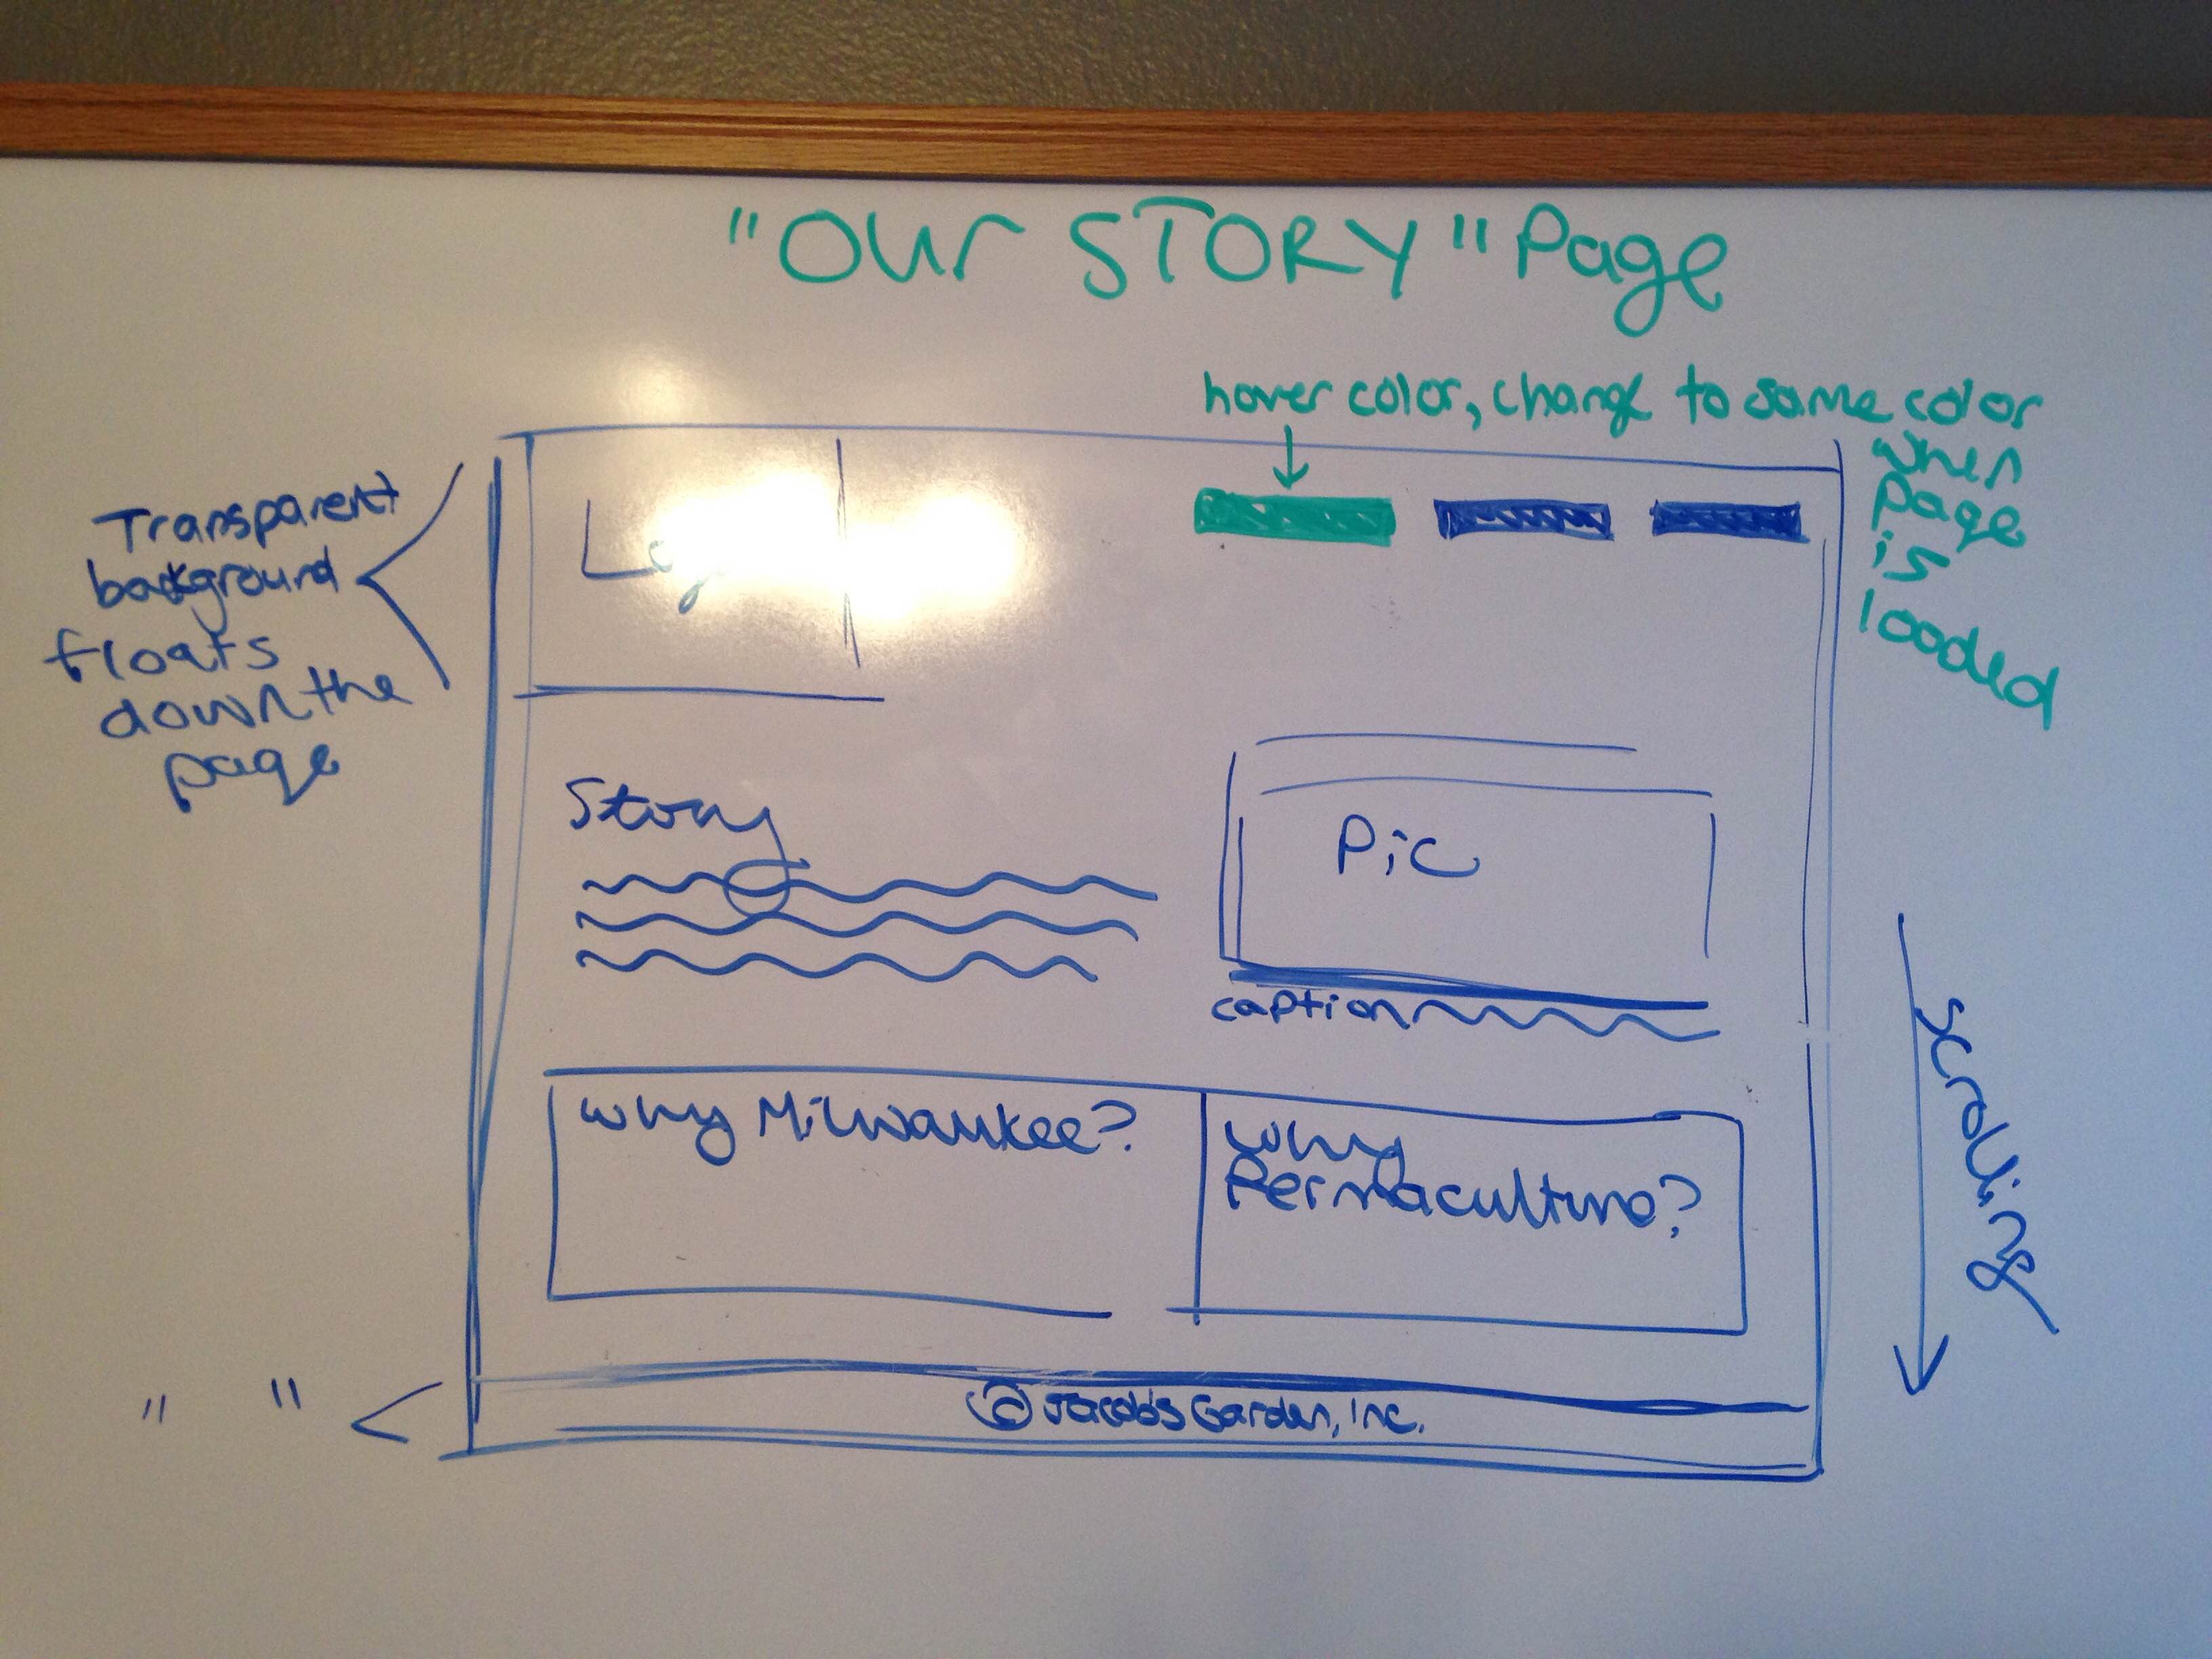 "Our STORY" Page
hover color, change to same color
when
page
is
loaded
Transparent
background
floats
down the
page
Story
Pic
caption
Why Milwaukee?
Why
Permaculture?
scrolling
" "
© Jacob's Garden, Inc.